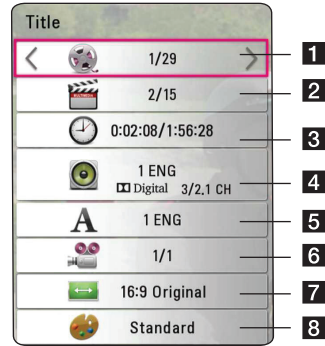 Title
1/29
1
2/15
2
0:02:08/1:56:28
3
1 ENG
Digital 3/2.1 CH
4
A
1 ENG
5
1/1
6
16:9 Original
7
Standard
8